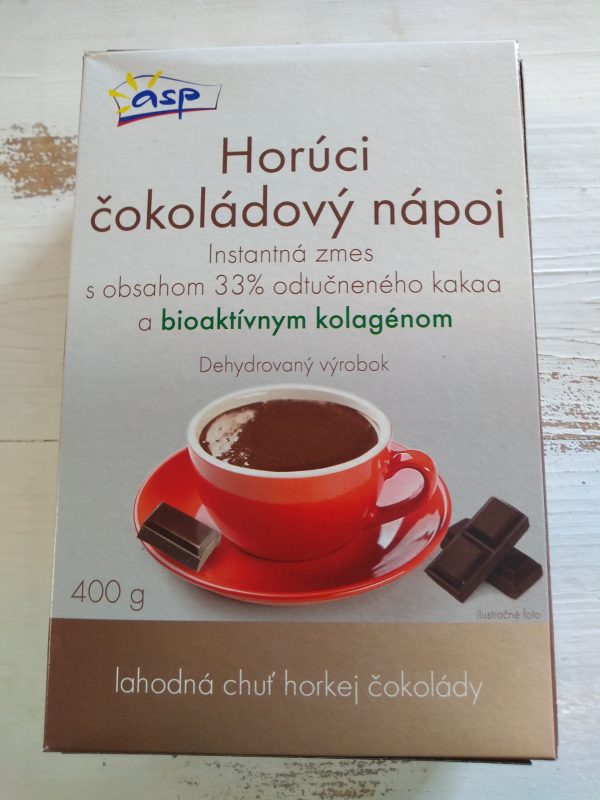 asp
Horúci
čokoládový nápoj
Instantná zmes
s obsahom 33% odtučneného kakaa
a bioaktívnym kolagénom
Dehydrovaný výrobok
400 g
ilustračné foto
lahodná chuť horkej čokolády